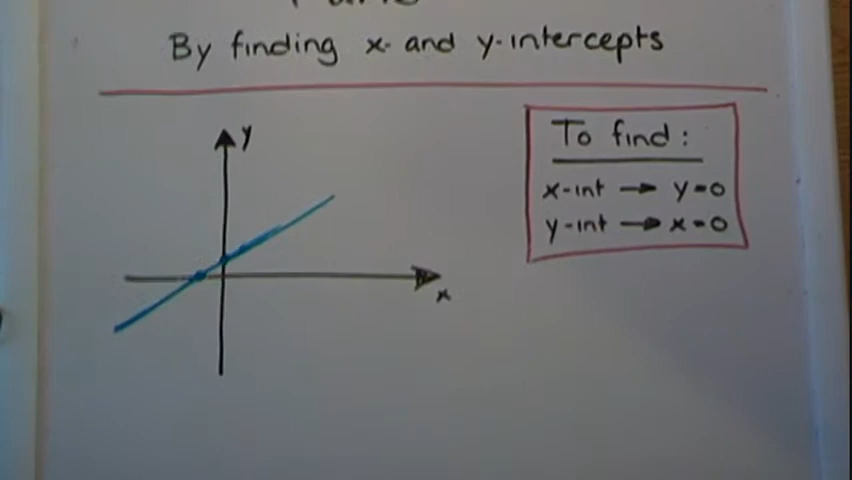 By finding x- and y-intercepts
y
To find:
x-int → y=0
y-int → x=0
x